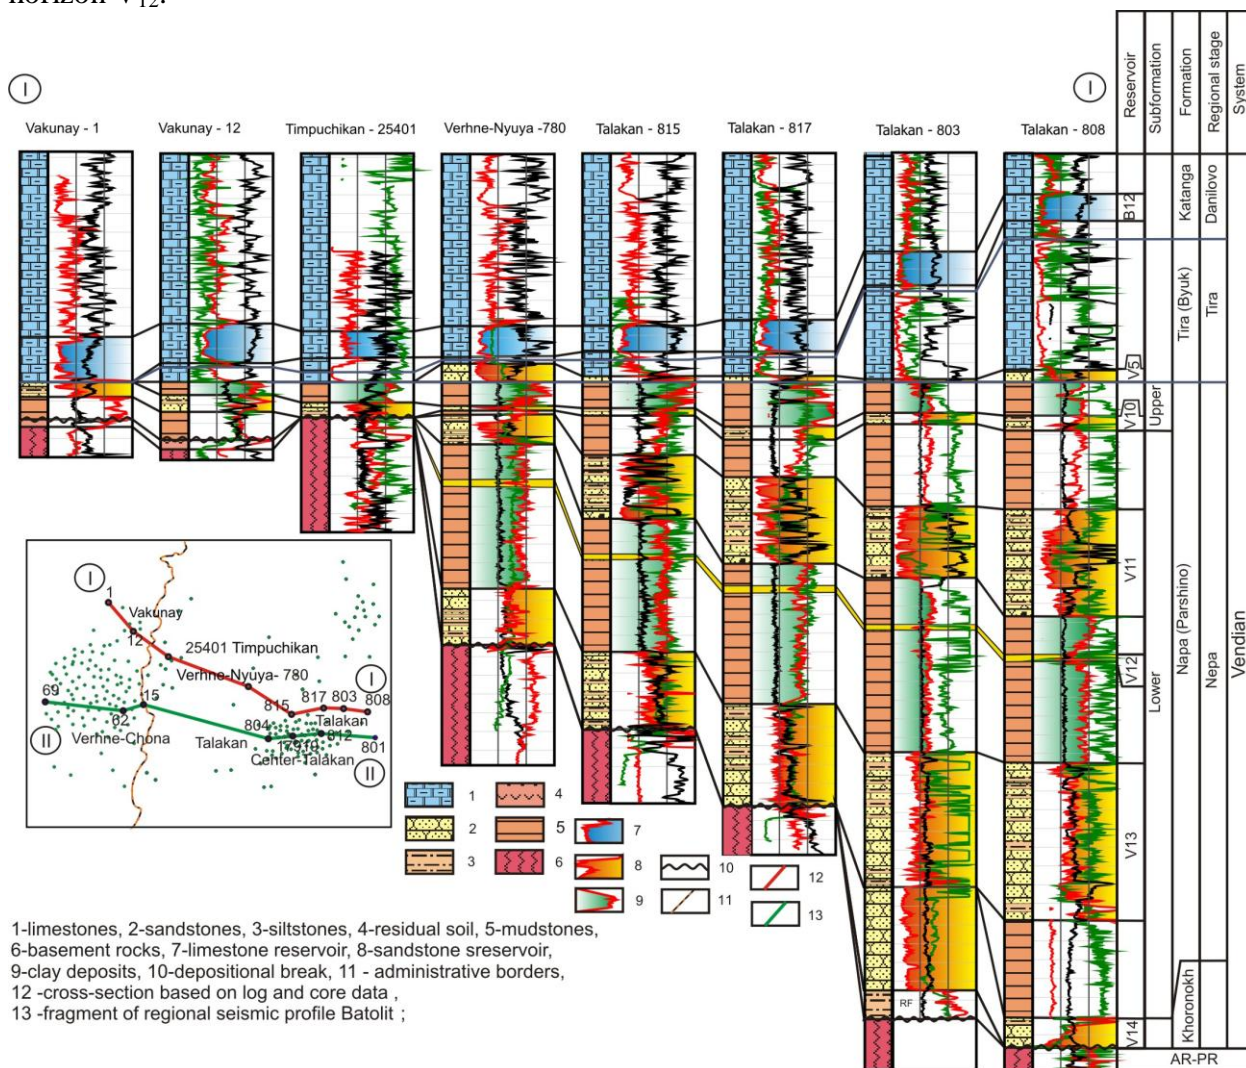 horizon V12.
I
I
Vakunay - 1
Vakunay - 12
Timpuchikan - 25401
Verhne-Nyuya -780
Talakan - 815
Talakan - 817
Talakan - 803
Talakan - 808
Reservoir
Subformation
Formation
Regional stage
System
B12
V5
V10
V11
V12
V13
V14
Upper
Lower
Katanga
Tira (Byuk)
Napa (Parshino)
Khoronokh
Danilovo
Tira
Nepa
Vendian
AR-PR
RF
I
1
Vakunay
12
25401 Timpuchikan
Verhne-Nyuya- 780
I
69
15
817 803
808
815
62
Talakan
II
Verhne-Chona
Talakan
804
812
801
Center-Talakan
II
1
2
3
4
5
6
7
8
9
10
11
12
13
1-limestones, 2-sandstones, 3-siltstones, 4-residual soil, 5-mudstones,
6-basement rocks, 7-limestone reservoir, 8-sandstone sreservoir,
9-clay deposits, 10-depositional break, 11 - administrative borders,
12 -cross-section based on log and core data ,
13 -fragment of regional seismic profile Batolit ;